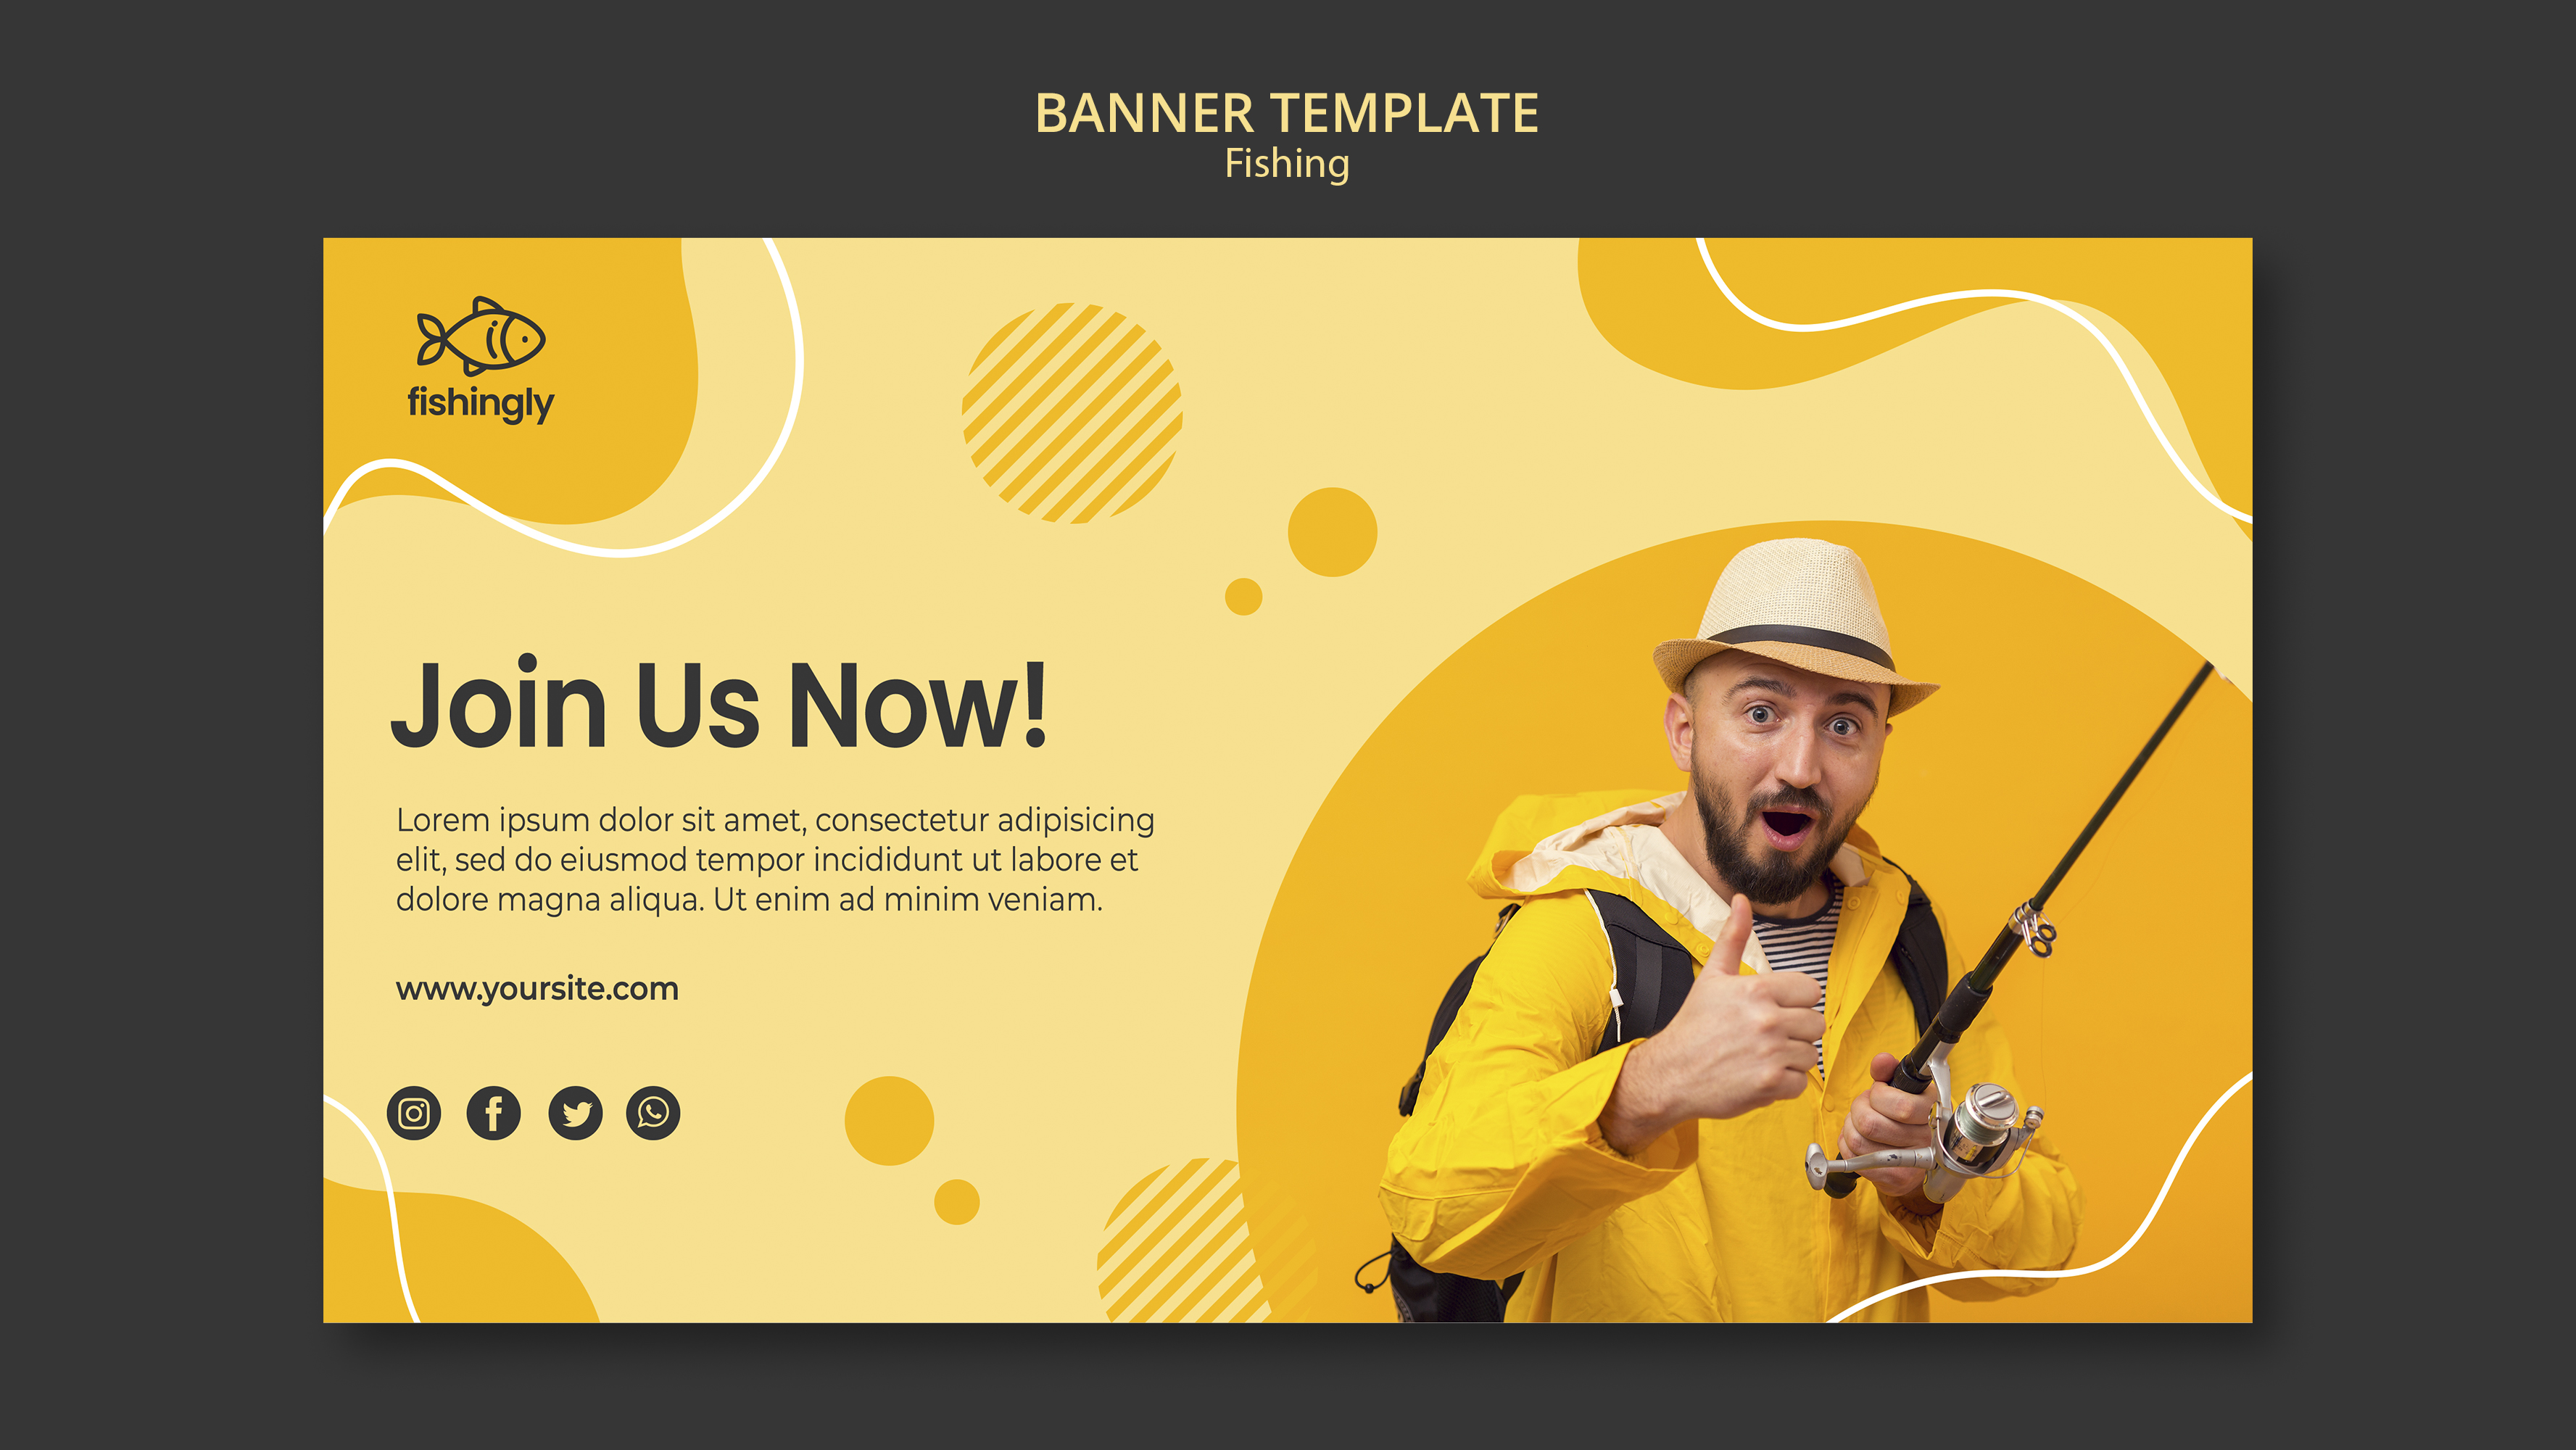 BANNER TEMPLATE
Fishing
fishingly
Join Us Now!
Lorem ipsum dolor sit amet, consectetur adipisicing
elit, sed do eiusmod tempor incididunt ut labore et
dolore magna aliqua. Ut enim ad minim veniam.
www.yoursite.com